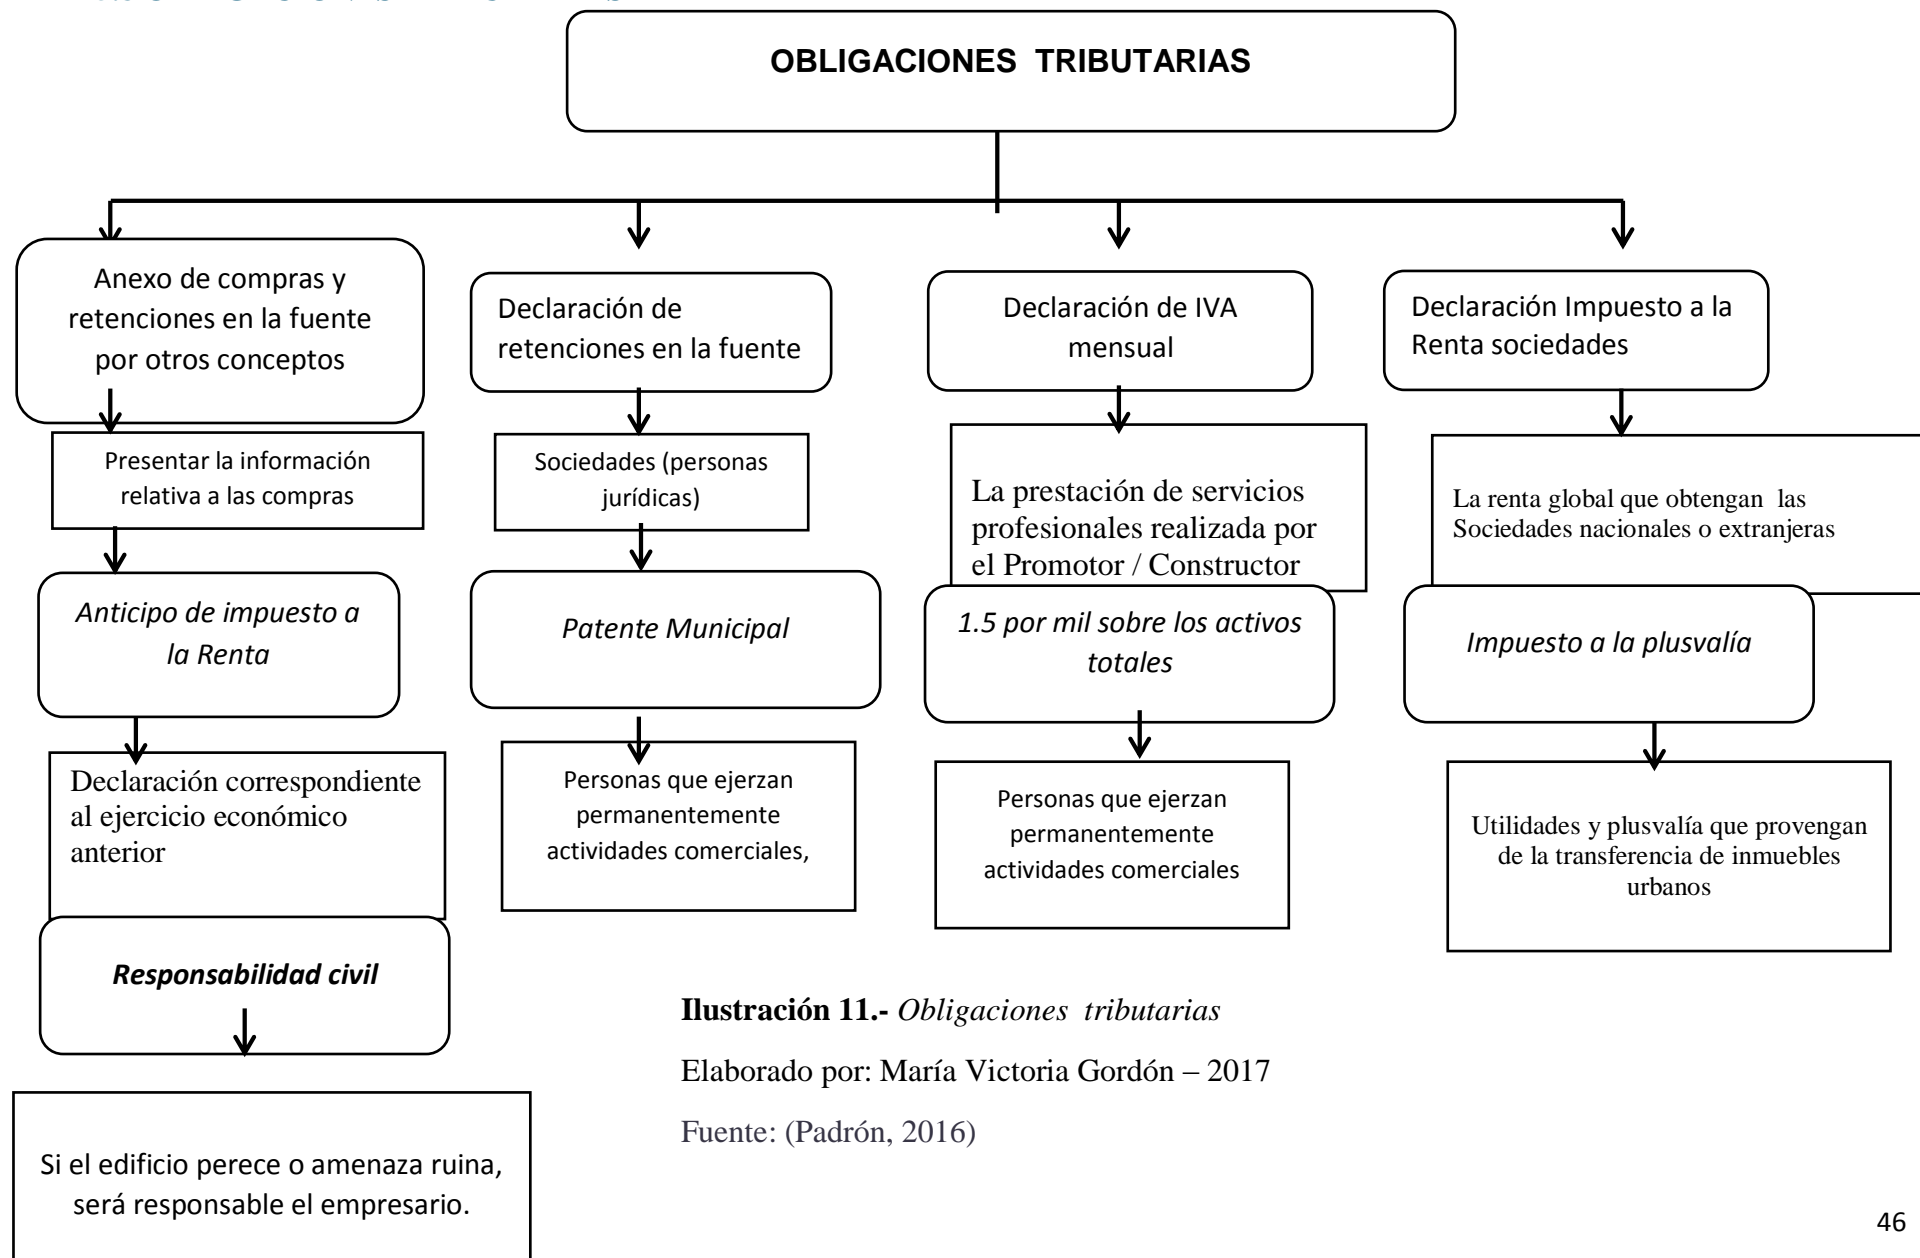 OBLIGACIONES TRIBUTARIAS
Anexo de compras y
retenciones en la fuente
por otros conceptos
Presentar la información
relativa a las compras
Anticipo de impuesto a
la Renta
Declaración correspondiente
al ejercicio económico
anterior
Responsabilidad civil
Si el edificio perece o amenaza ruina,
será responsable el empresario.
Declaración de
retenciones en la fuente
Sociedades (personas
jurídicas)
Patente Municipal
Personas que ejerzan
permanentemente
actividades comerciales,
Declaración de IVA
mensual
La prestación de servicios
profesionales realizada por
el Promotor / Constructor
1.5 por mil sobre los activos
totales
Personas que ejerzan
permanentemente
actividades comerciales
Declaración Impuesto a la
Renta sociedades
La renta global que obtengan las
Sociedades nacionales o extranjeras
Impuesto a la plusvalía
Utilidades y plusvalía que provengan
de la transferencia de inmuebles
urbanos
Ilustración 11.- Obligaciones tributarias
Elaborado por: María Victoria Gordón – 2017
Fuente: (Padrón, 2016)
46